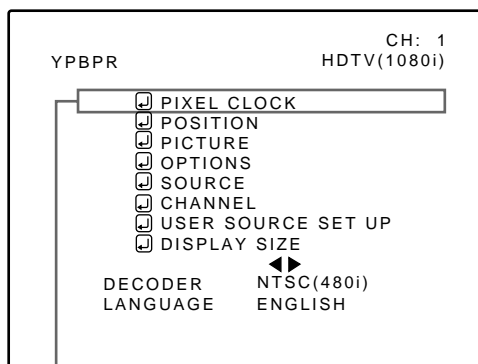 CH: 1
YPBPR HDTV(1080i)
PIXEL CLOCK
POSITION
PICTURE
OPTIONS
SOURCE
CHANNEL
USER SOURCE SET UP
DISPLAY SIZE
DECODER NTSC(480i)
LANGUAGE ENGLISH